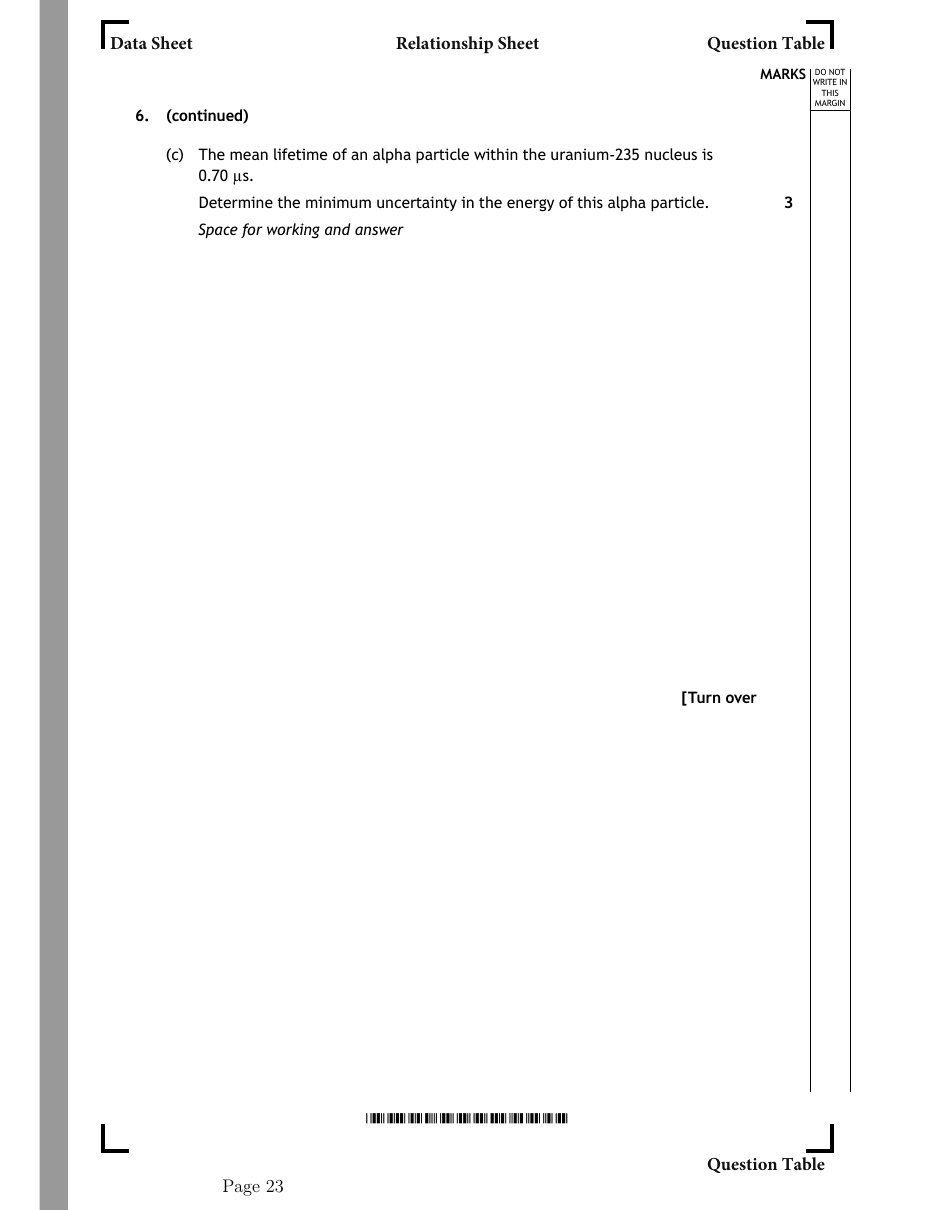 Data Sheet Relationship Sheet Question Table
MARKS
DO NOT
WRITE IN
THIS
MARGIN
6. (continued)
(c) The mean lifetime of an alpha particle within the uranium-235 nucleus is
0.70 μs.
Determine the minimum uncertainty in the energy of this alpha particle. 3
Space for working and answer
[Turn over
Question Table
Page 23